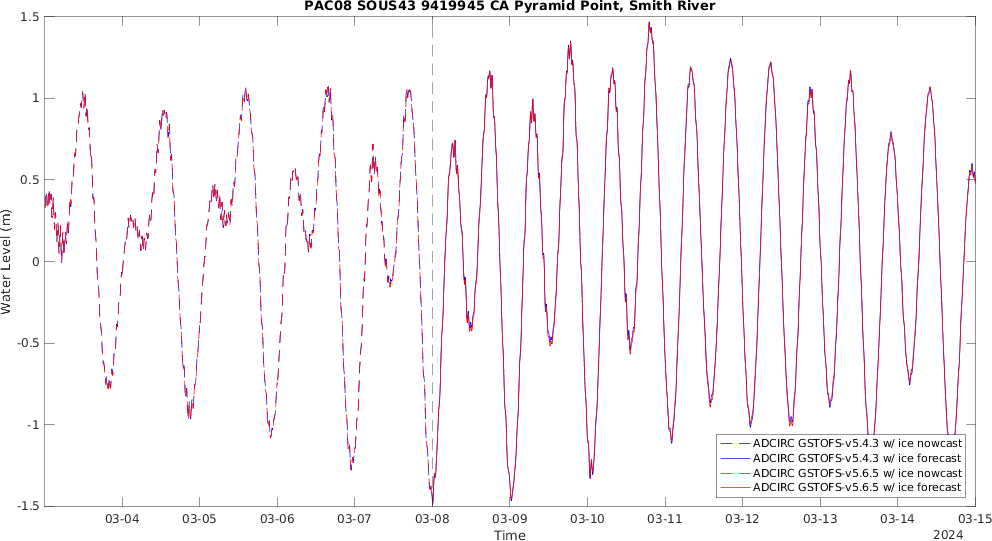 PAC08 SOUS43 9419945 CA Pyramid Point, Smith River
Water Level (m)
1.5
1
0.5
0
-0.5
-1
-1.5
ADCIRC GSTOFS-v5.4.3 w/ ice nowcast
ADCIRC GSTOFS-v5.4.3 w/ ice forecast
ADCIRC GSTOFS-v5.6.5 w/ ice nowcast
ADCIRC GSTOFS-v5.6.5 w/ ice forecast
03-04 03-05 03-06 03-07 03-08 03-09 03-10 03-11 03-12 03-13 03-14 03-15
Time
2024